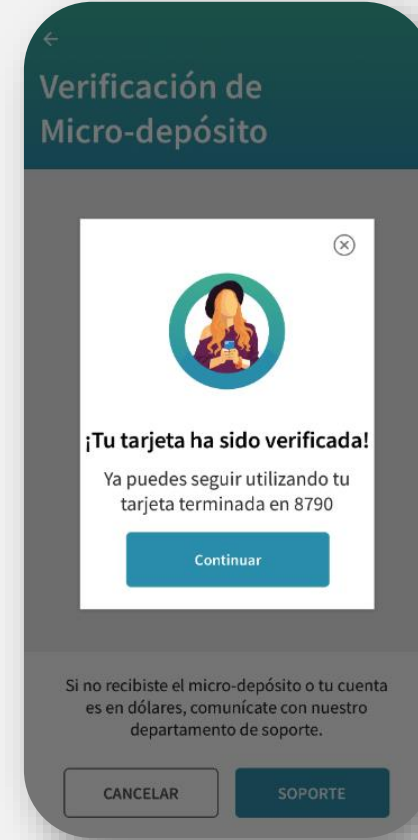 Verificación de
Micro-depósito
¡Tu tarjeta ha sido verificada!
Ya puedes seguir utilizando tu
tarjeta terminada en 8790
Continuar
Si no recibiste el micro-depósito o tu cuenta
es en dólares, comunícate con nuestro
departamento de soporte.
CANCELAR SOPORTE